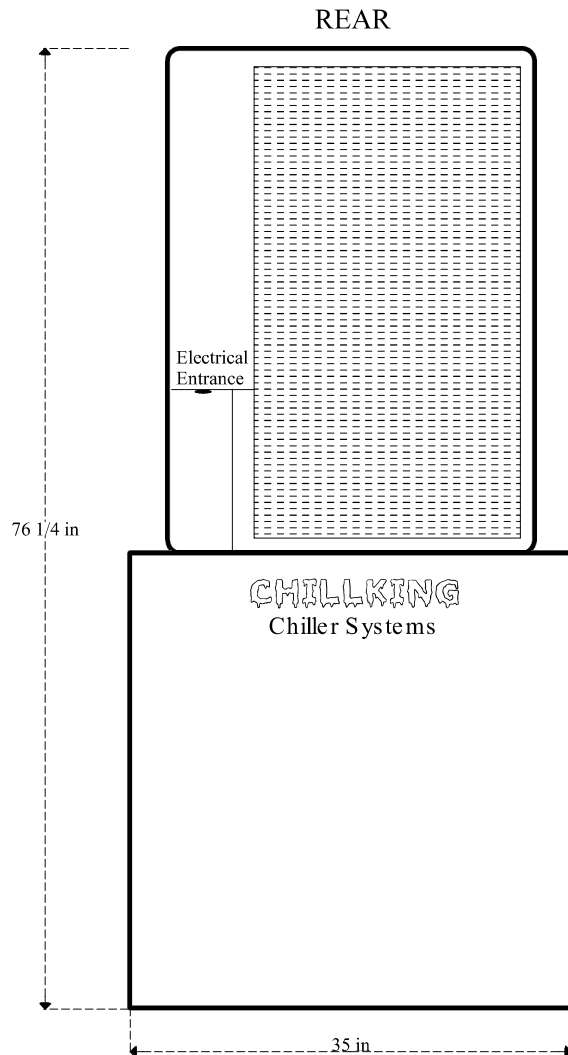 REAR
Electrical
Entrance
76 1/4 in
CHILLKING
Chiller Systems
35 in